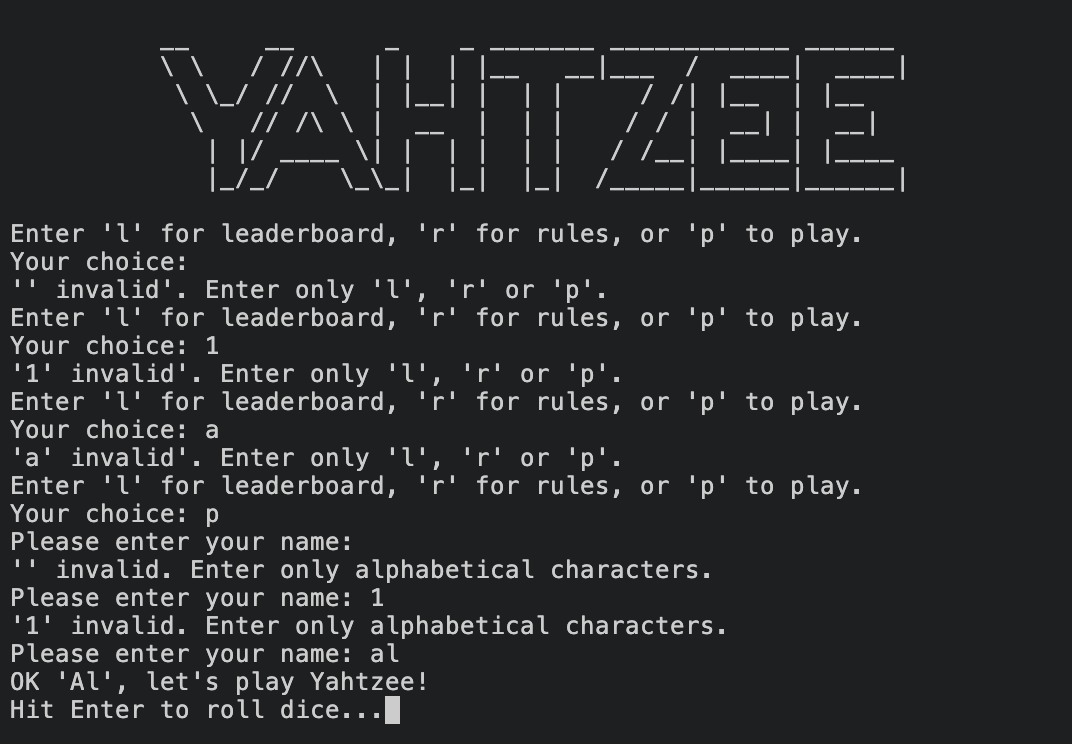 YAHTZEE
Enter 'l' for leaderboard, 'r' for rules, or 'p' to play.
Your choice:
'' invalid'. Enter only 'l', 'r' or 'p'.
Enter 'l' for leaderboard, 'r' for rules, or 'p' to play.
Your choice: 1
'1' invalid'. Enter only 'l', 'r' or 'p'.
Enter 'l' for leaderboard, 'r' for rules, or 'p' to play.
Your choice: a
'a' invalid'. Enter only 'l', 'r' or 'p'.
Enter 'l' for leaderboard, 'r' for rules, or 'p' to play.
Your choice: p
Please enter your name:
'' invalid. Enter only alphabetical characters.
Please enter your name: 1
'1' invalid. Enter only alphabetical characters.
Please enter your name: al
OK 'Al', let's play Yahtzee!
Hit Enter to roll dice...